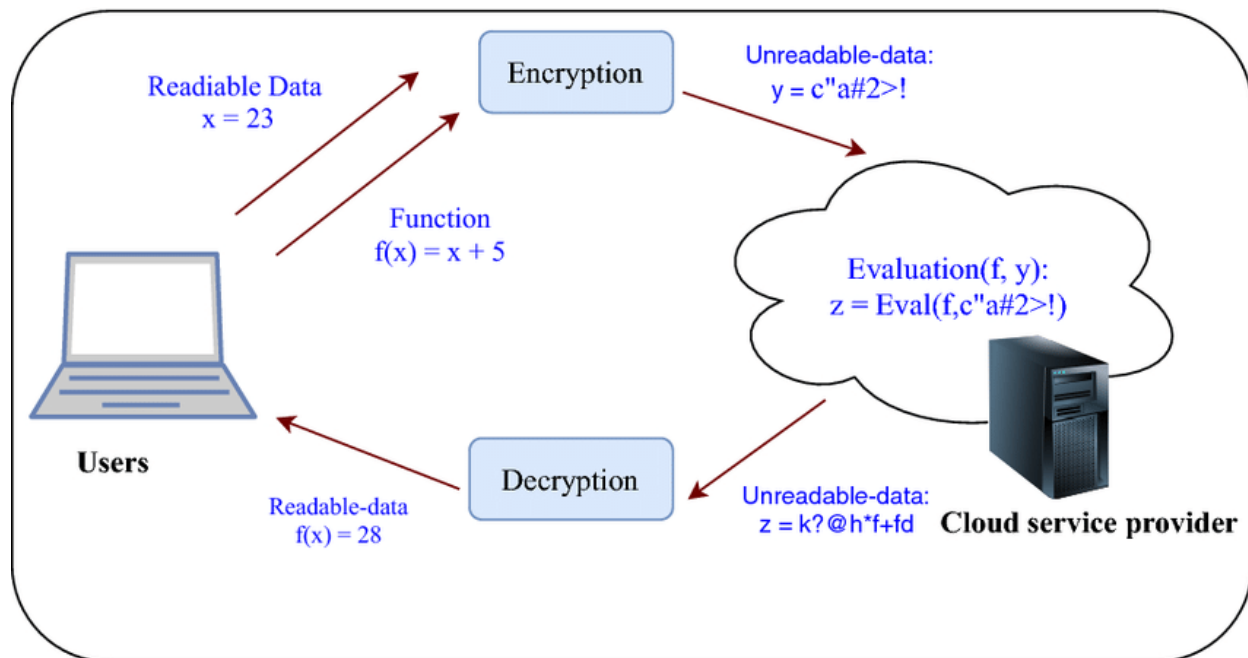 Readiable Data
x = 23
Encryption
Unreadable-data:
y = c"a#2>!
Function
f(x) = x + 5
Evaluation(f, y):
z = Eval(f,c"a#2>!)
Users
Decryption
Readable-data
f(x) = 28
Unreadable-data:
z = k?@h*f+fd
Cloud service provider